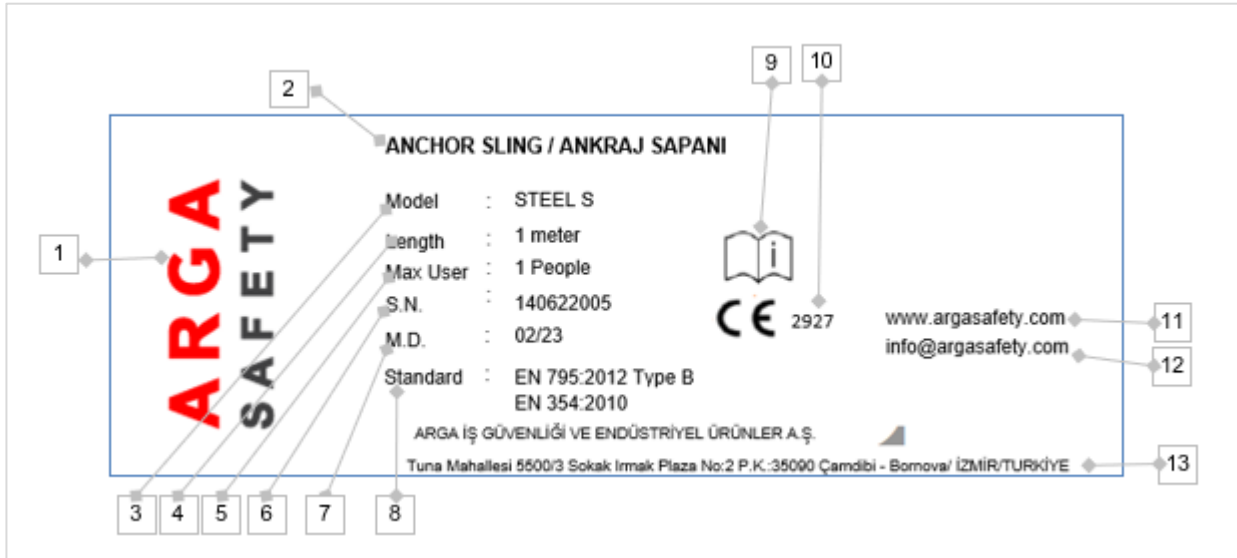 9
10
2
ANCHOR SLING / ANKRAJ SAPANI
ARGA
SAFETY
1
Model : STEEL S
Length : 1 meter
Max User : 1 People
S.N. : 140622005
M.D. : 02/23
Standard : EN 795:2012 Type B
EN 354:2010
i
CE 2927
www.argasafety.com
11
info@argasafety.com
12
ARGA İŞ GÜVENLİĞİ VE ENDÜSTRİYEL ÜRÜNLER A.Ş.
Tuna Mahallesi 5500/3 Sokak Irmak Plaza No:2 P.K.:35090 Çamdibi - Bornova/ İZMİR/TURKİYE
13
3
4
5
6
7
8